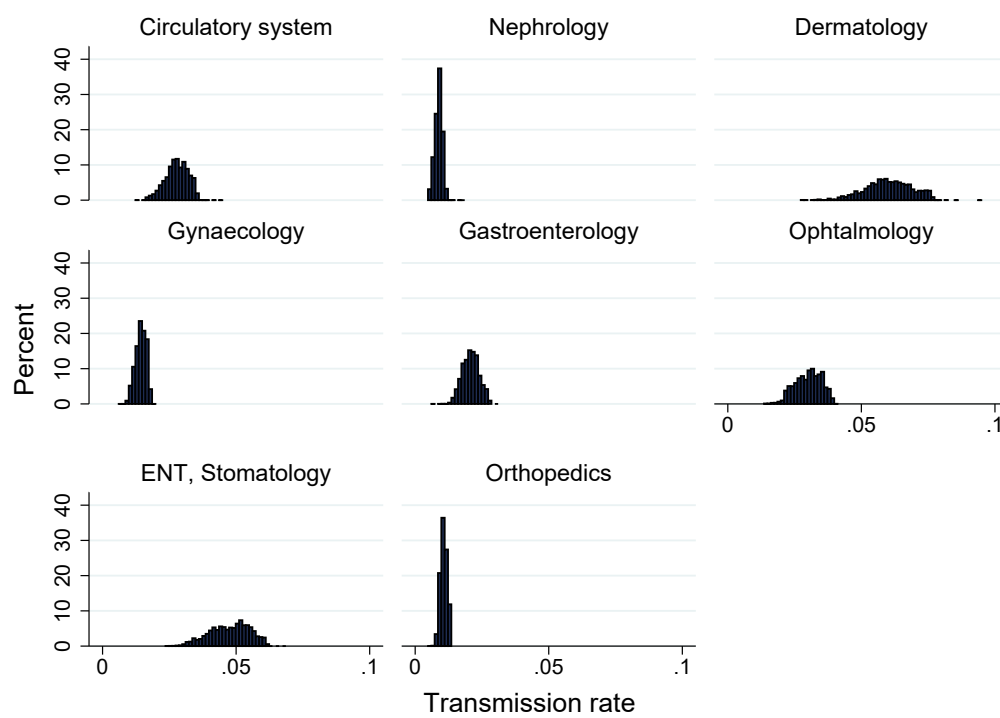 Circulatory system Nephrology Dermatology
40
30
20
10
0
Gynaecology Gastroenterology Ophtalmology
40
30
20
10
0
0 .05 .1
ENT, Stomatology Orthopedics
40
30
20
10
0
0 .05 .1 0 .05 .1
Percent
Transmission rate